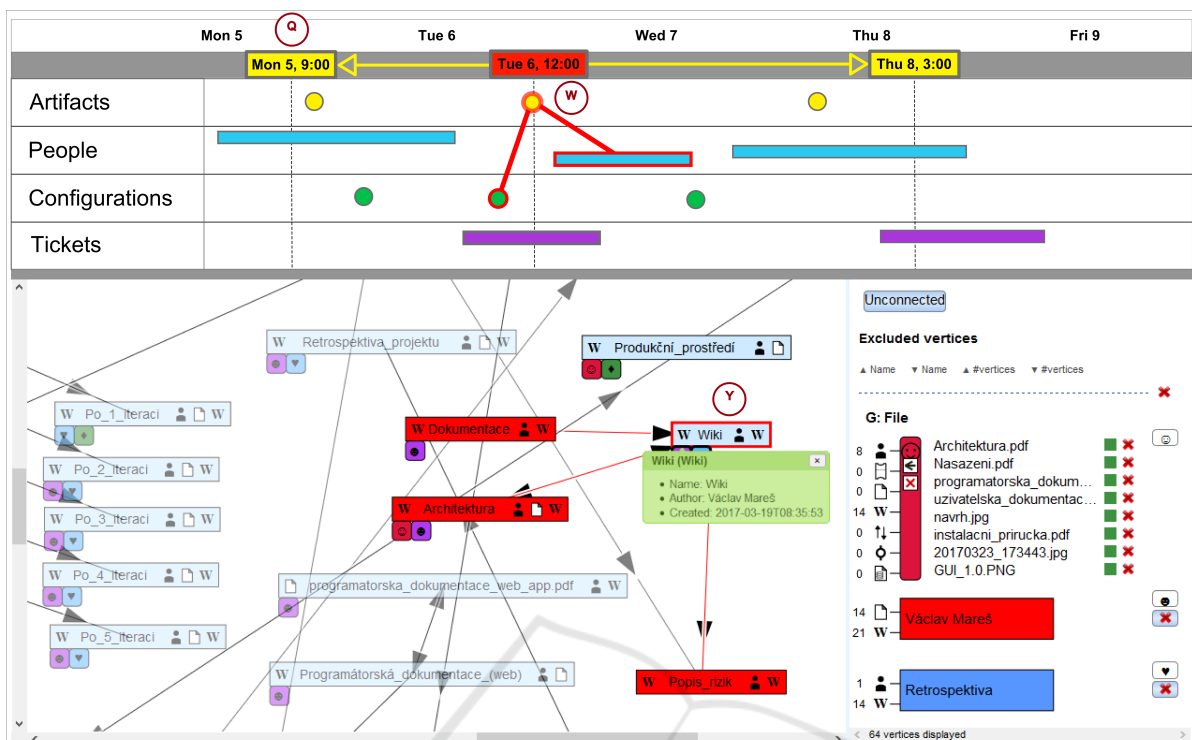 Mon 5
Q
Tue 6
Wed 7
Thu 8
Fri 9
Mon 5, 9:00
Tue 6, 12:00
Thu 8, 3:00
Artifacts
W
People
Configurations
Tickets
W Retrospektiva_projektu W
W Produkční_prostředí
W Po_1_iteraci W
W Dokumentace W
Y
W Wiki W
Wiki (Wiki)
Name: Wiki
Author: Václav Mareš
Created: 2017-03-19T08:35:53
W Po_2_iteraci W
W Architektura W
W Po_3_iteraci W
W Po_4_iteraci W
programatorska_dokumentace_web_app.pdf W
W Po_5_iteraci W
W Programátorská_dokumentace_(web)
W Popis_rizik W
Unconnected
Excluded vertices
▲ Name ▼ Name ▲ #vertices ▼ #vertices
G: File
8
0
0
14 W
0
0
0
Architektura.pdf
Nasazeni.pdf
programatorska_dokum...
uzivatelska_dokumentac...
navrh.jpg
instalacni_prirucka.pdf
20170323_173443.jpg
GUI_1.0.PNG
14
21 W
Václav Mareš
1
14 W
Retrospektiva
64 vertices displayed